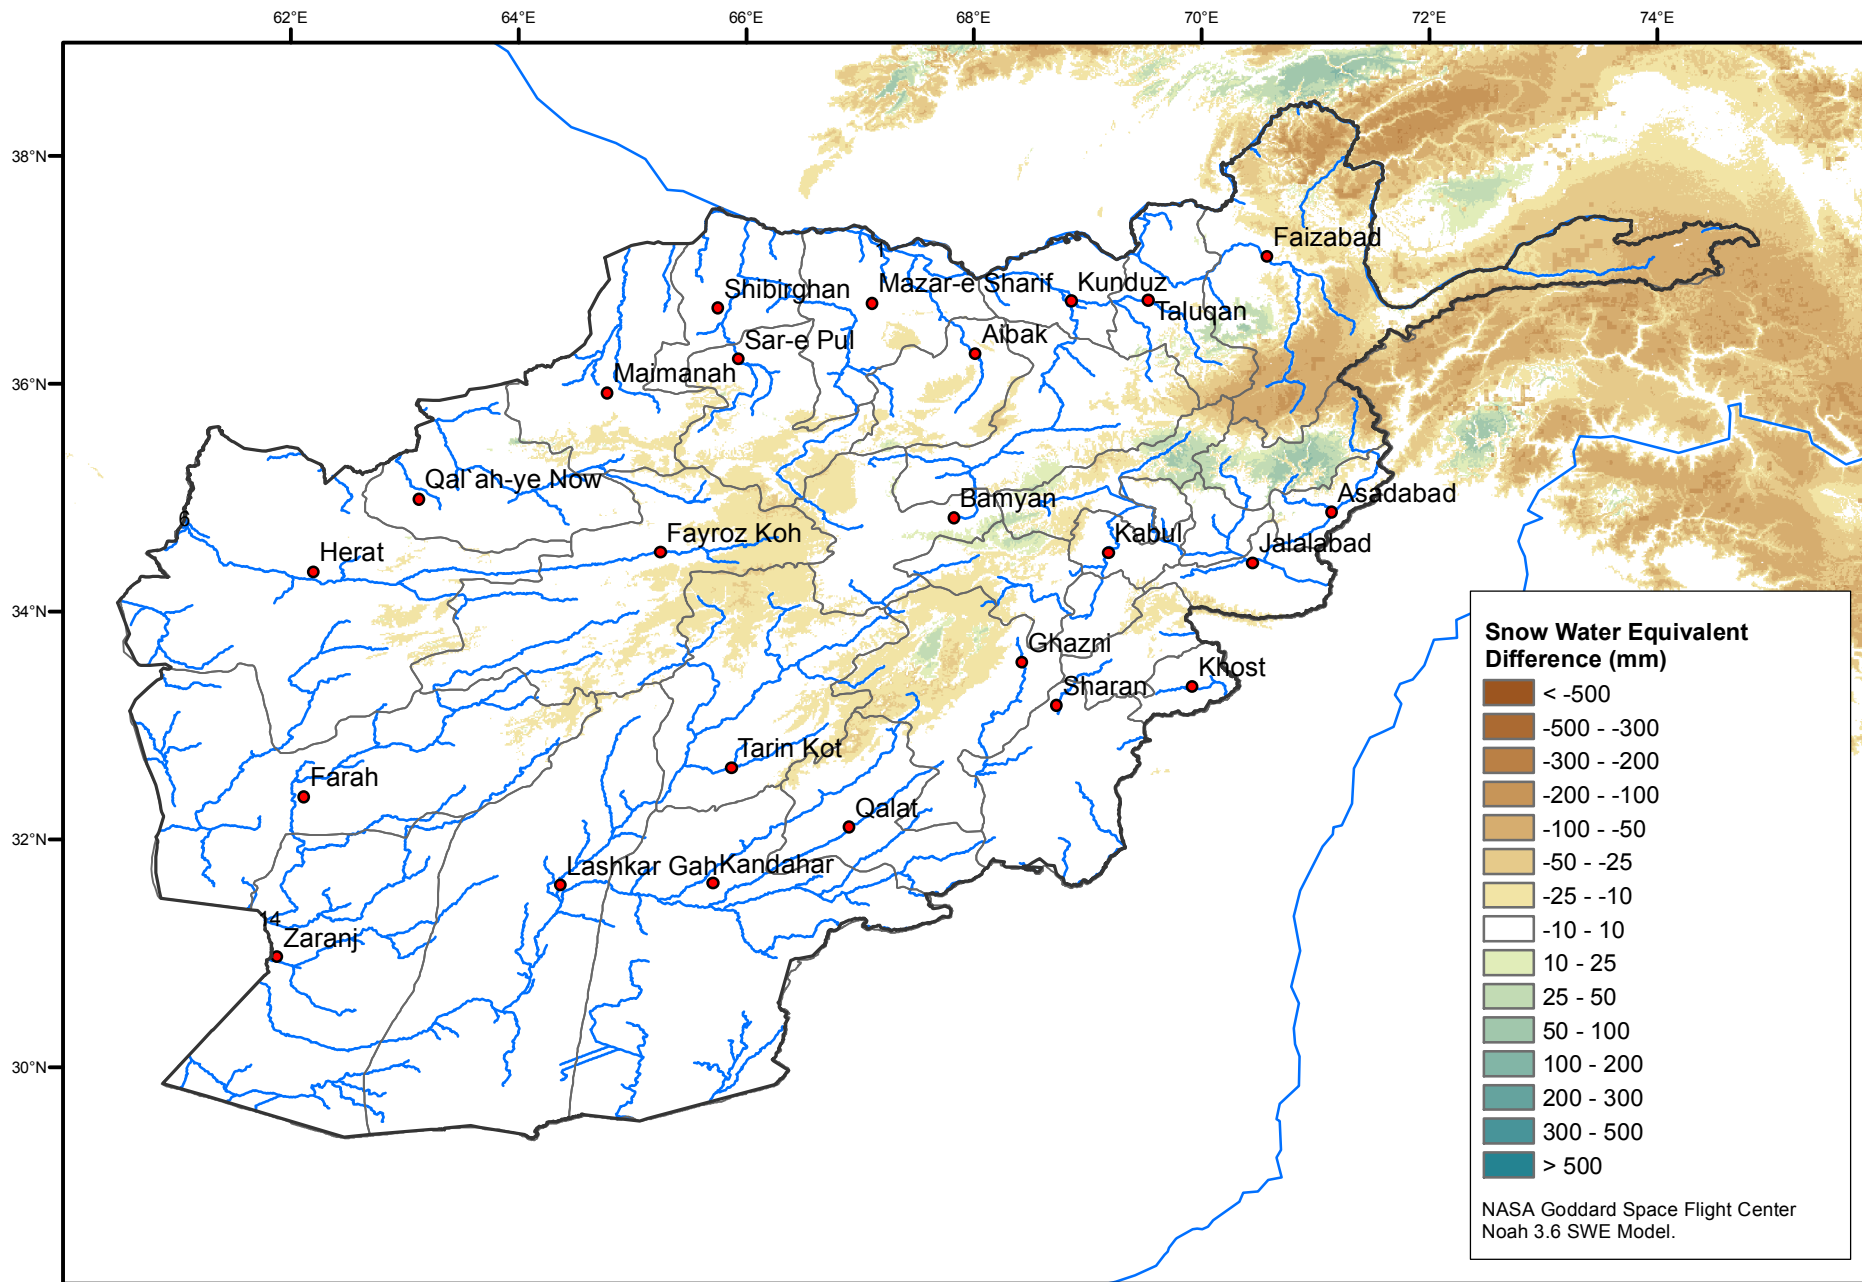 62°E
64°E
66°E
68°E
70°E
72°E
74°E
38°N
36°N
34°N
32°N
30°N
Faizabad
Shibirghan
Mazar-e Sharif
Kunduz
Taluqan
Sar-e Pul
Aibak
Maimanah
Qal ah-ye Now
Bamyan
Asadabad
6
Herat
Fayroz Koh
Kabul
Jalalabad
Ghazni
Khost
Sharan
Tarin Kot
Farah
Qalat
Lashkar Gah
Kandahar
14
Zaranj
Snow Water Equivalent
Difference (mm)
< -500
-500 - -300
-300 - -200
-200 - -100
-100 - -50
-50 - -25
-25 - -10
-10 - 10
10 - 25
25 - 50
50 - 100
100 - 200
200 - 300
300 - 500
> 500
NASA Goddard Space Flight Center
Noah 3.6 SWE Model.